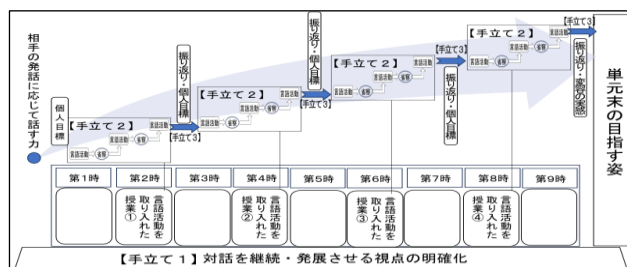 相手の発話に応じて話す力
個人目標
【手立て2】
言語活動
省察
言語活動
省察
言語活動
振り返り・個人目標
【手立て3】
【手立て2】
言語活動
省察
言語活動
省察
言語活動
振り返り・個人目標
【手立て3】
【手立て2】
言語活動
省察
言語活動
省察
言語活動
【手立て3】
振り返り・個人目標
【手立て2】
言語活動
省察
言語活動
省察
言語活動
【手立て3】
振り返り・変容の実感
単元末の目指す姿
第1時
第2時
第3時
第4時
第5時
第6時
第7時
第8時
第9時
言語活動を
取り入れた
授業①
言語活動を
取り入れた
授業②
言語活動を
取り入れた
授業③
言語活動を
取り入れた
授業④
【手立て1】対話を継続・発展させる視点の明確化